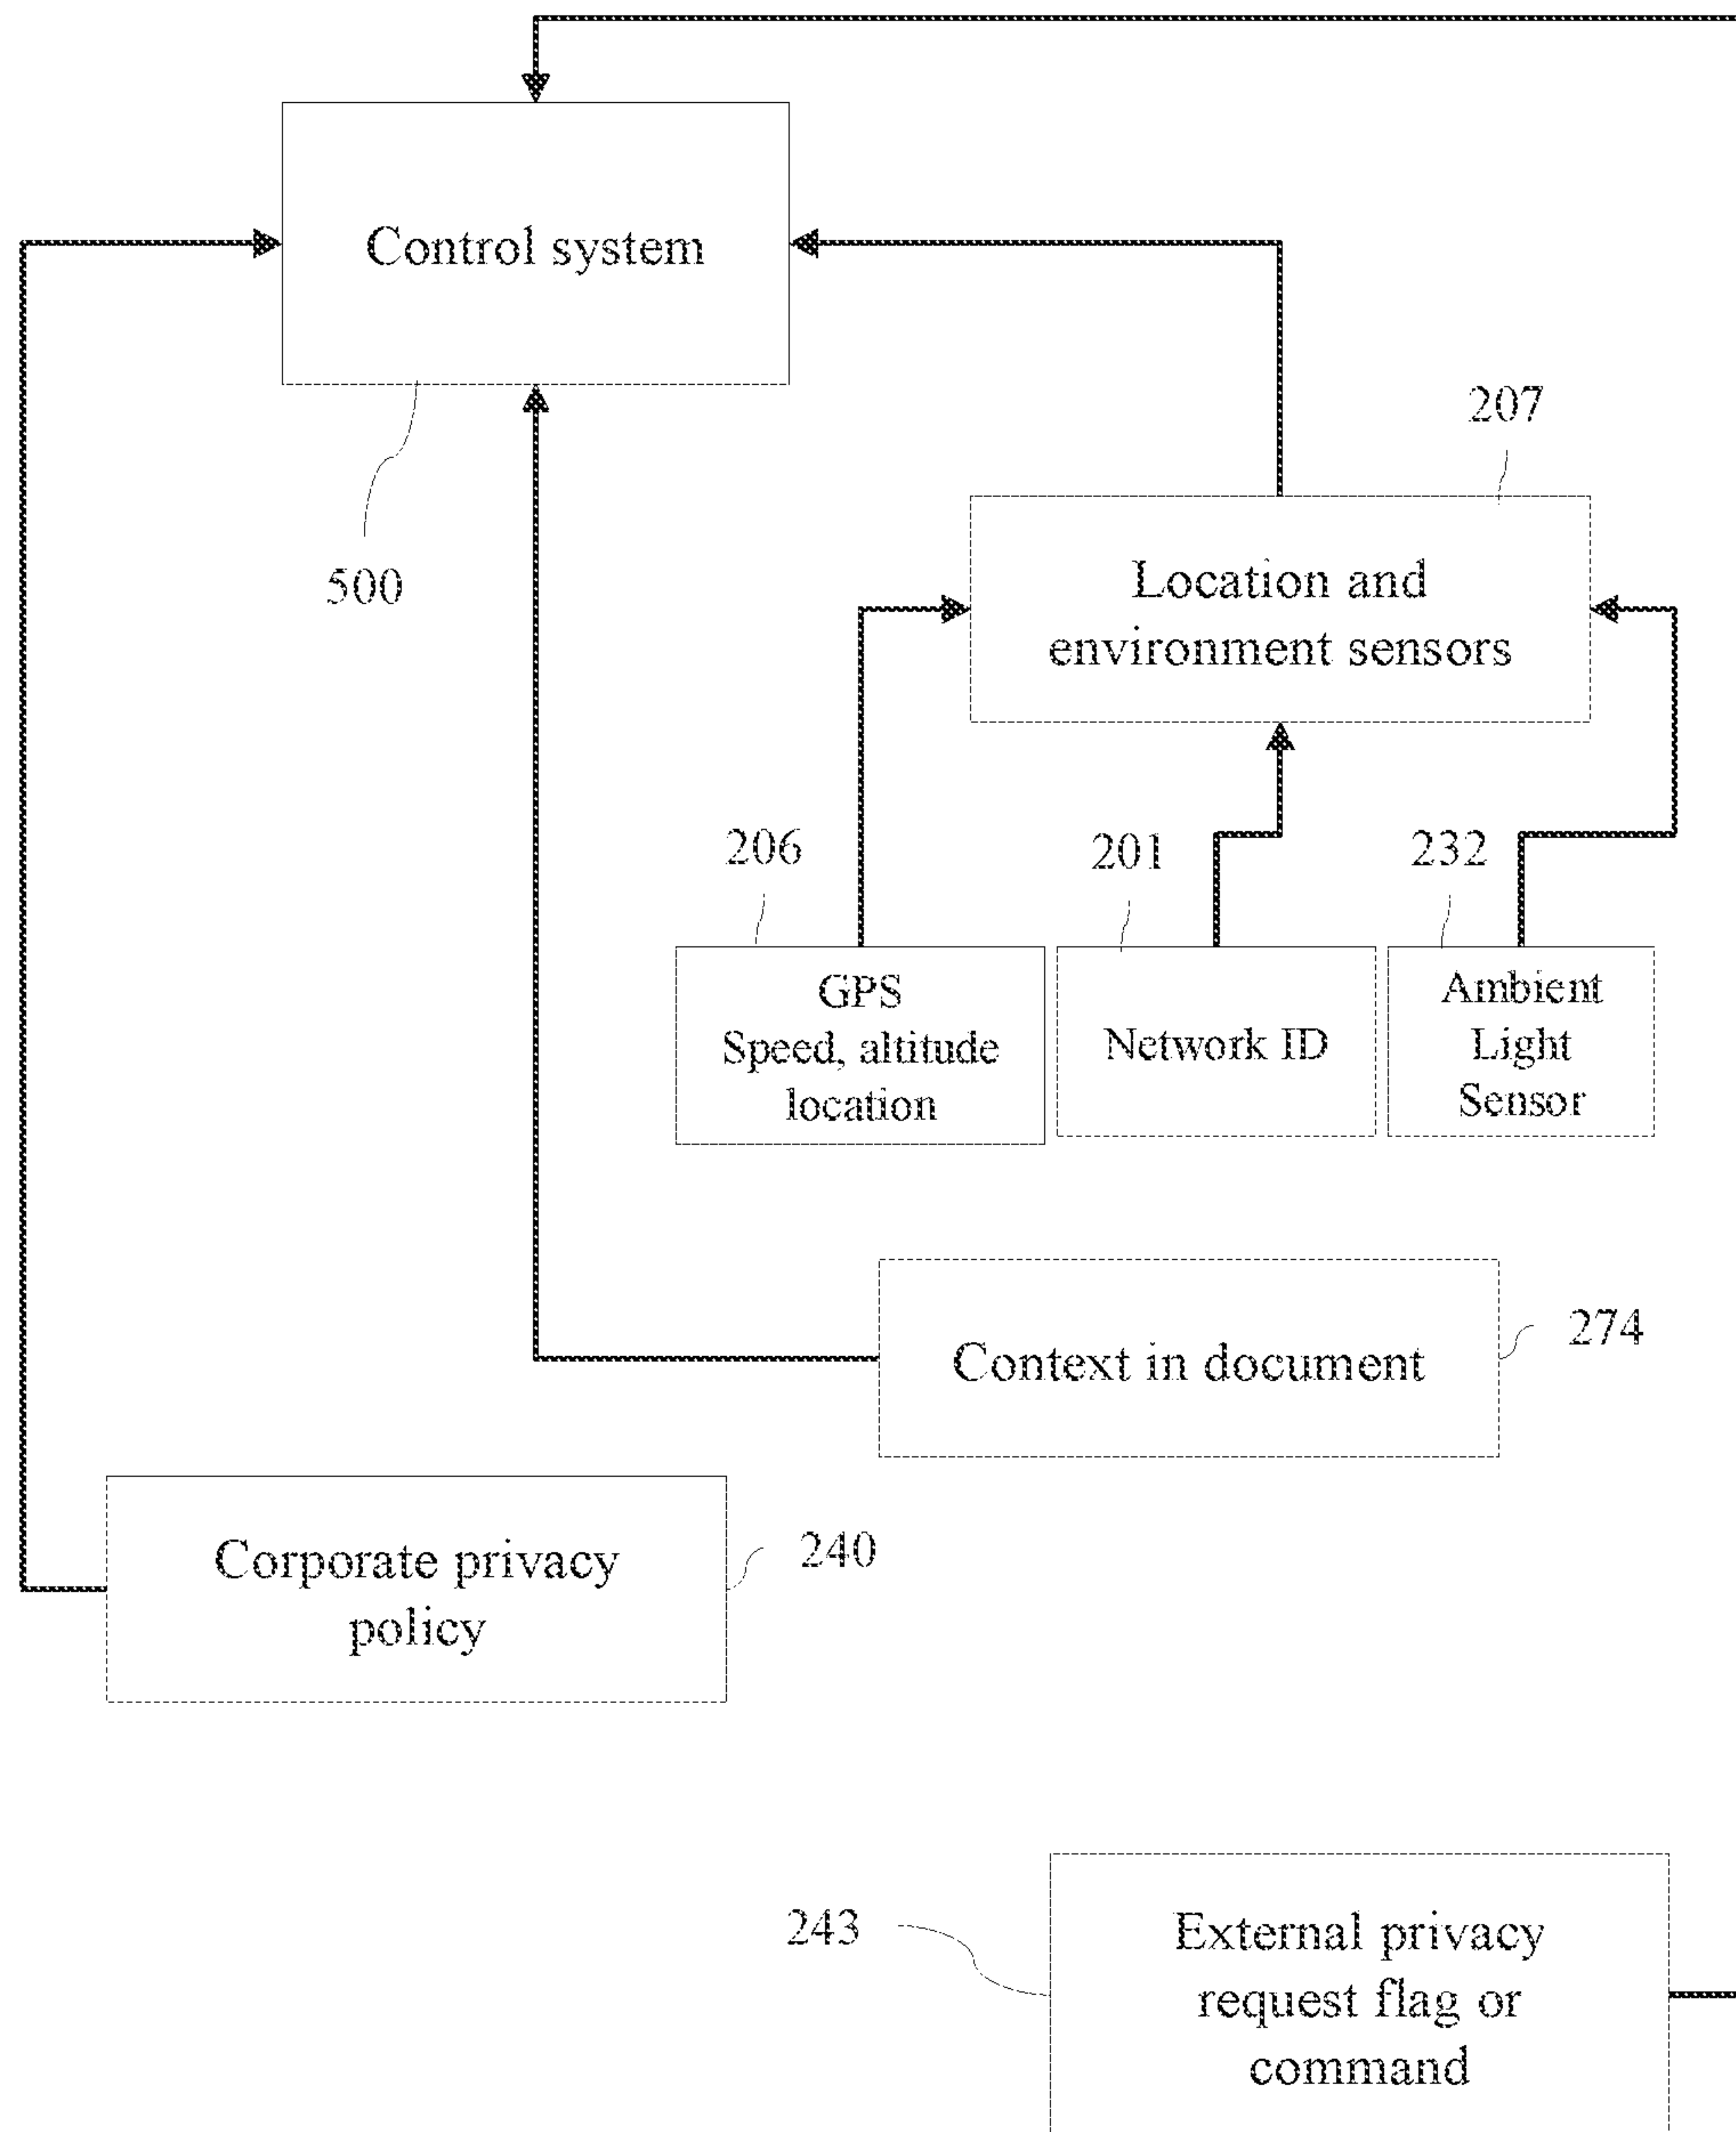 Control system
500
207
Location and
environment sensors
206
201
232
GPS
Speed, altitude
location
Network ID
Ambient
Light
Sensor
Context in document
274
Corporate privacy
policy
240
243
External privacy
request flag or
command